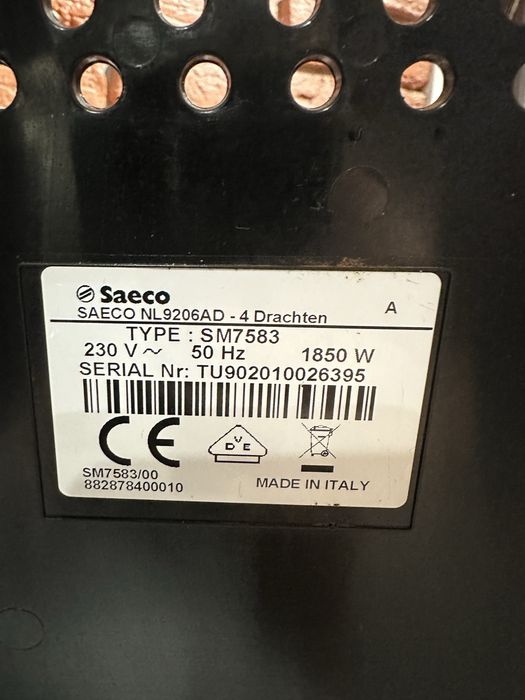 Saeco
A
SAECO NL9206AD - 4 Drachten
TYPE : SM7583
230 V ~ 50 Hz 1850 W
SERIAL Nr: TU902010026395
CE
VDE
SM7583/00
882878400010
MADE IN ITALY